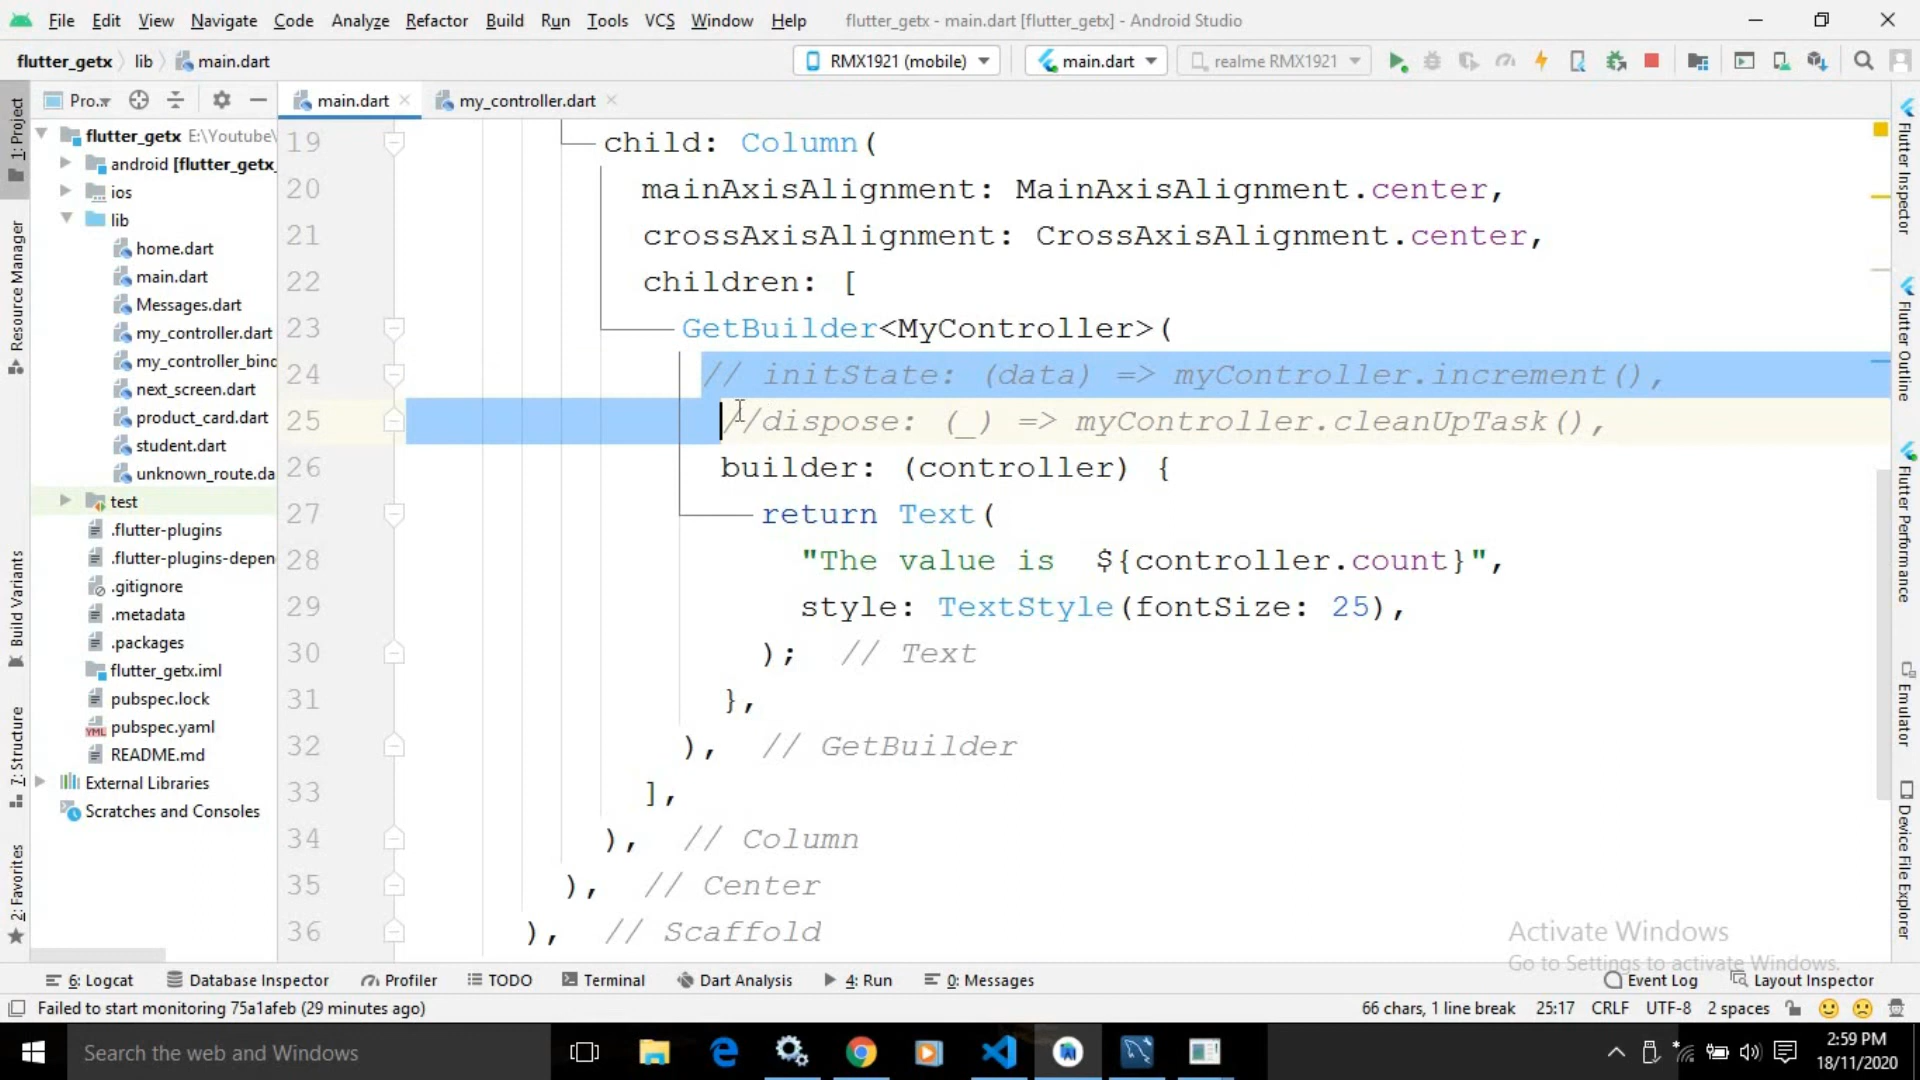 File Edit View Navigate Code Analyze Refactor Build Run Tools VCS Window Help flutter_getx - main.dart [flutter_getx] - Android Studio
flutter_getx lib main.dart RMX1921 (mobile) main.dart realme RMX1921
Pro... main.dart my_controller.dart
1: Project
Resource Manager
Build Variants
7: Structure
2: Favorites
flutter_getx E:\Youtube\
android [flutter_getx_
ios
lib
home.dart
main.dart
Messages.dart
my_controller.dart
my_controller_bind
next_screen.dart
product_card.dart
student.dart
unknown_route.da
test
.flutter-plugins
.flutter-plugins-depen
.gitignore
.metadata
.packages
flutter_getx.iml
pubspec.lock
pubspec.yaml
README.md
External Libraries
Scratches and Consoles
19 child: Column(
20 mainAxisAlignment: MainAxisAlignment.center,
21 crossAxisAlignment: CrossAxisAlignment.center,
22 children: [
23 GetBuilder<MyController>(
24 // initState: (data) => myController.increment(),
25 //dispose: (_) => myController.cleanUpTask(),
26 builder: (controller) {
27 return Text(
28 "The value is  ${controller.count}",
29 style: TextStyle(fontSize: 25),
30 ); // Text
31 },
32 ), // GetBuilder
33 ],
34 ), // Column
35 ), // Center
36 ), // Scaffold
Flutter Inspector
Flutter Outline
Flutter Performance
Emulator
Device File Explorer
Activate Windows
Go to Settings to activate Windows.
6: Logcat Database Inspector Profiler TODO Terminal Dart Analysis 4: Run 0: Messages Event Log Layout Inspector
Failed to start monitoring 75a1afeb (29 minutes ago) 66 chars, 1 line break 25:17 CRLF UTF-8 2 spaces
Search the web and Windows
2:59 PM
18/11/2020